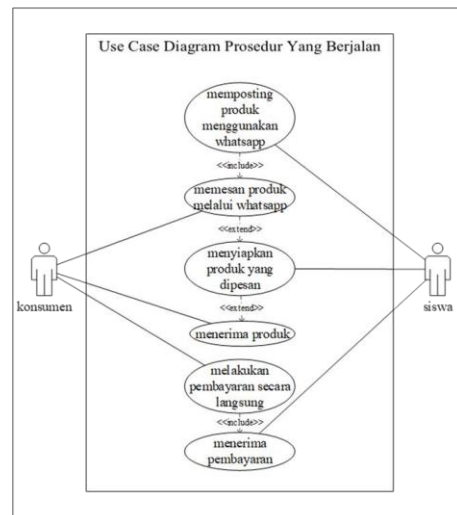 Use Case Diagram Prosedur Yang Berjalan
memposting
produk
menggunakan
whatsapp
<<include>>
memesan produk
melalui whatsapp
<<extend>>
menyiapkan
produk yang
dipesan
<<extend>>
konsumen
siswa
menerima produk
melakukan
pembayaran secara
langsung
<<include>>
menerima
pembayaran